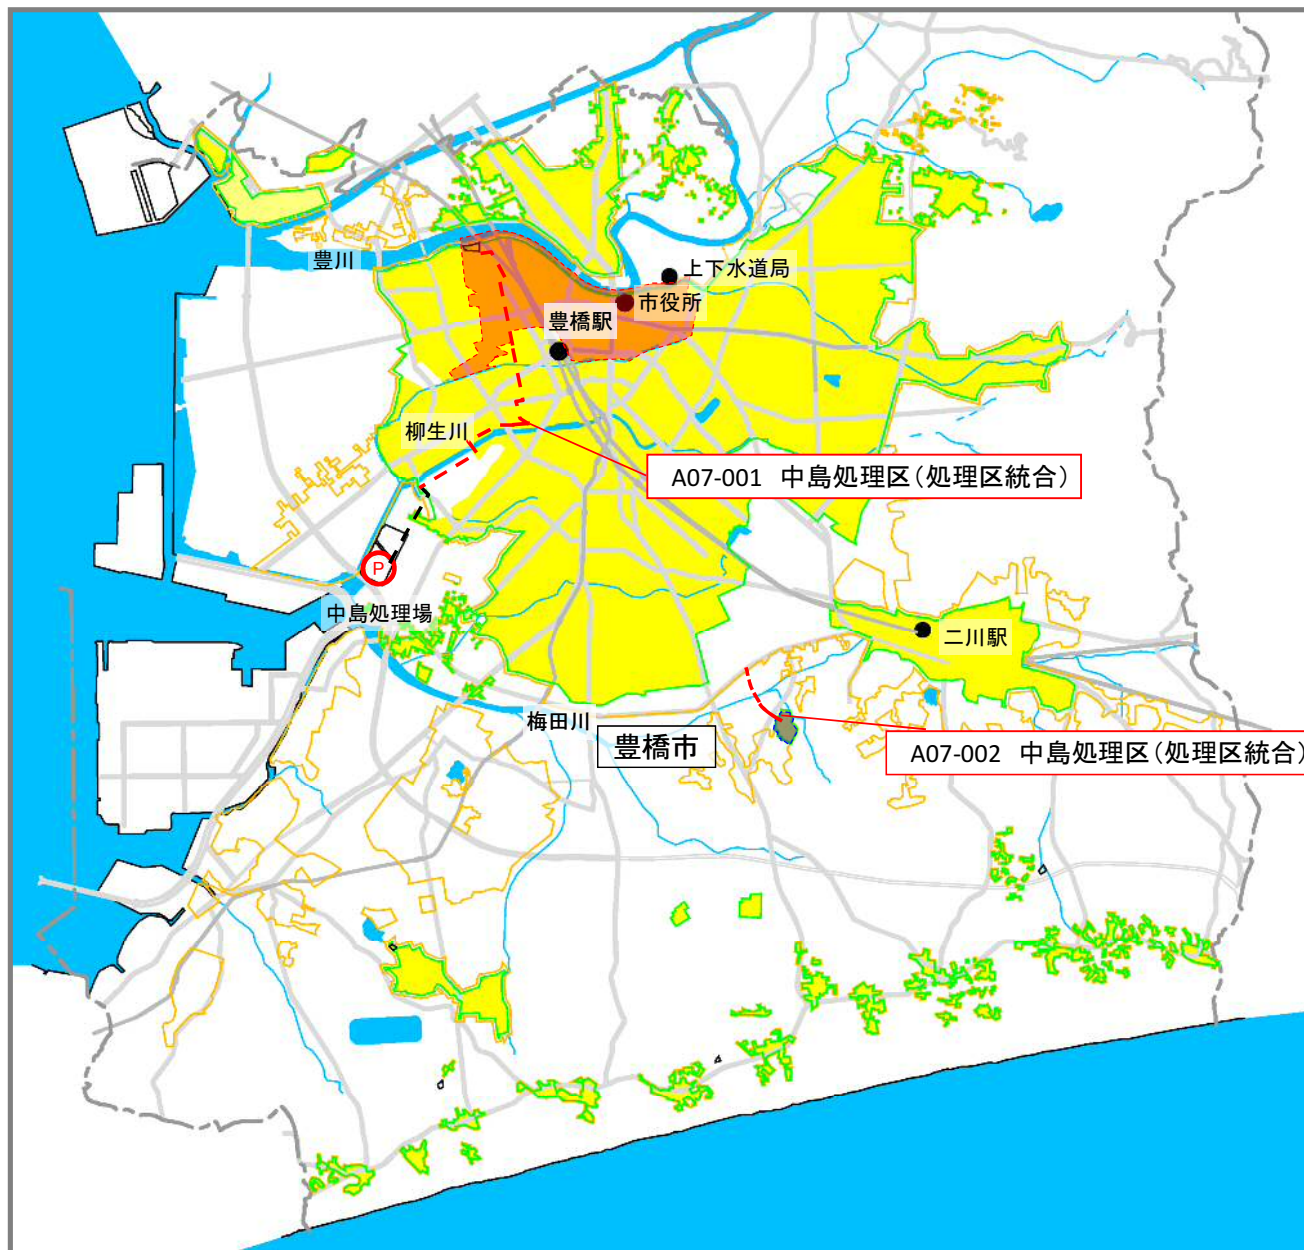 豊川
上下水道局
市役所
豊橋駅
柳生川
A07-001 中島処理区(処理区統合)
P
中島処理場
二川駅
梅田川
豊橋市
A07-002 中島処理区(処理区統合)